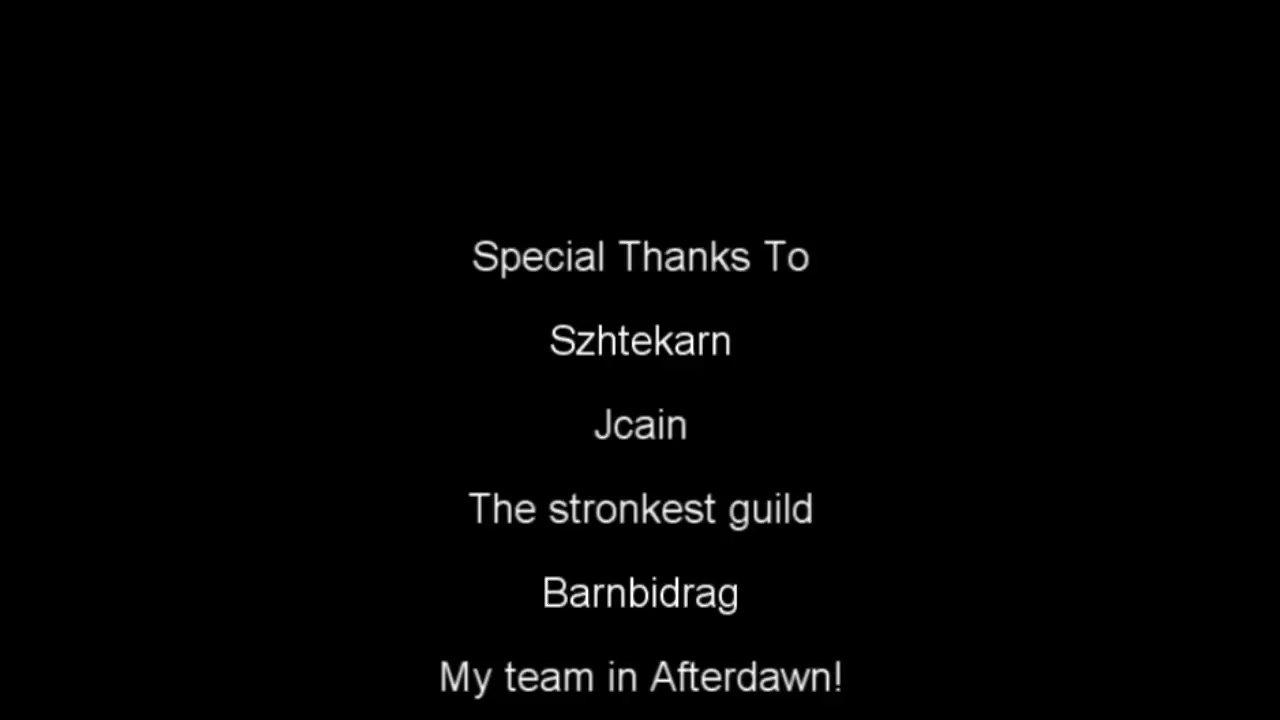 Special Thanks To
Szhtekarn
Jcain
The stronkest guild
Barnbidrag
My team in Afterdawn!